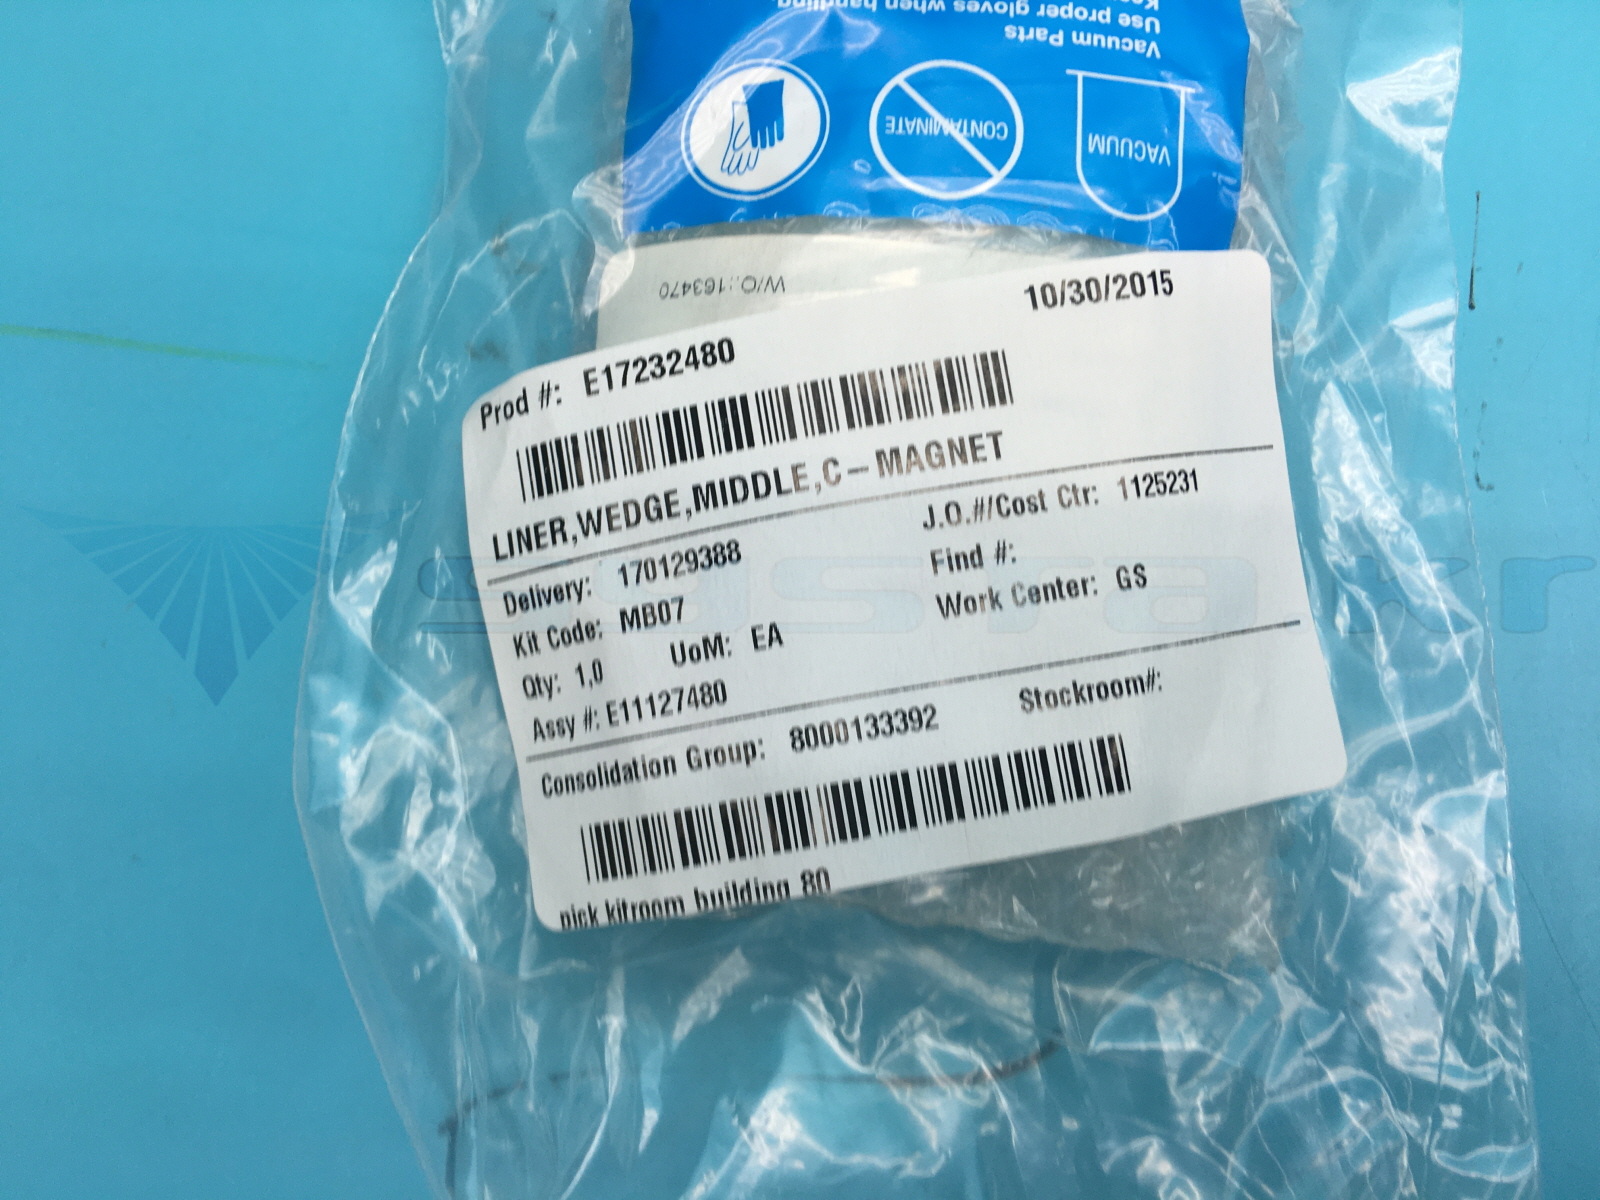 Vacuum Parts
Use proper gloves when handling.
VACUUM
CONTAMINATE
W/O.:163470
10/30/2015
Prod #: E17232480
LINER,WEDGE,MIDDLE,C-MAGNET
Delivery: 170129388
J.O.#/Cost Ctr: 1125231
Kit Code: MB07
Find #:
Qty: 1,0 UoM: EA
Work Center: GS
Assy #: E11127480
Consolidation Group: 8000133392
Stockroom#:
pick kitroom building 80
sysra.kr